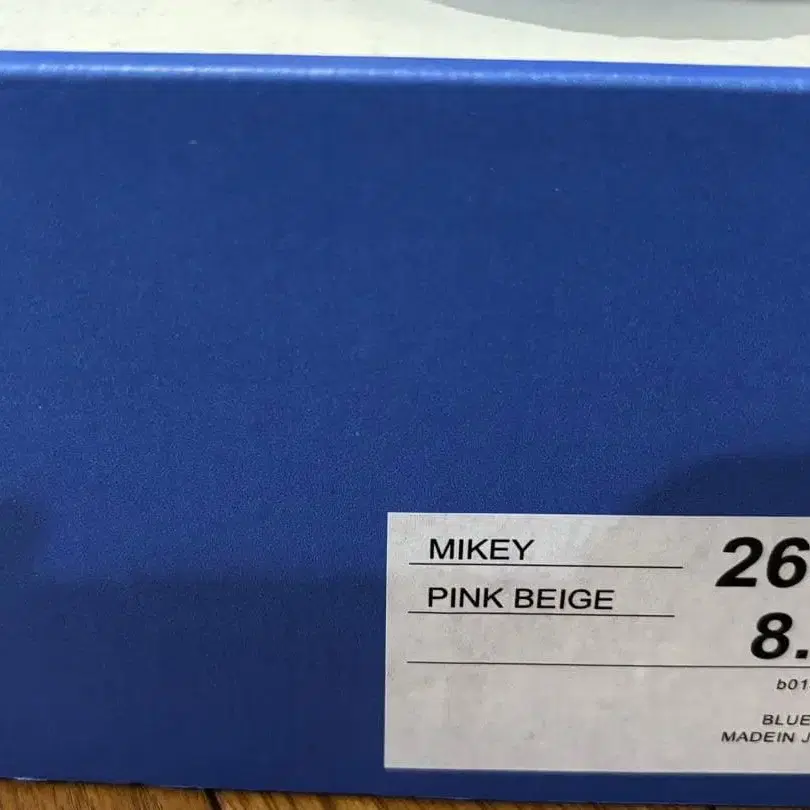 MIKEY 26
PINK BEIGE
8.
b01
BLUE
MADEIN J